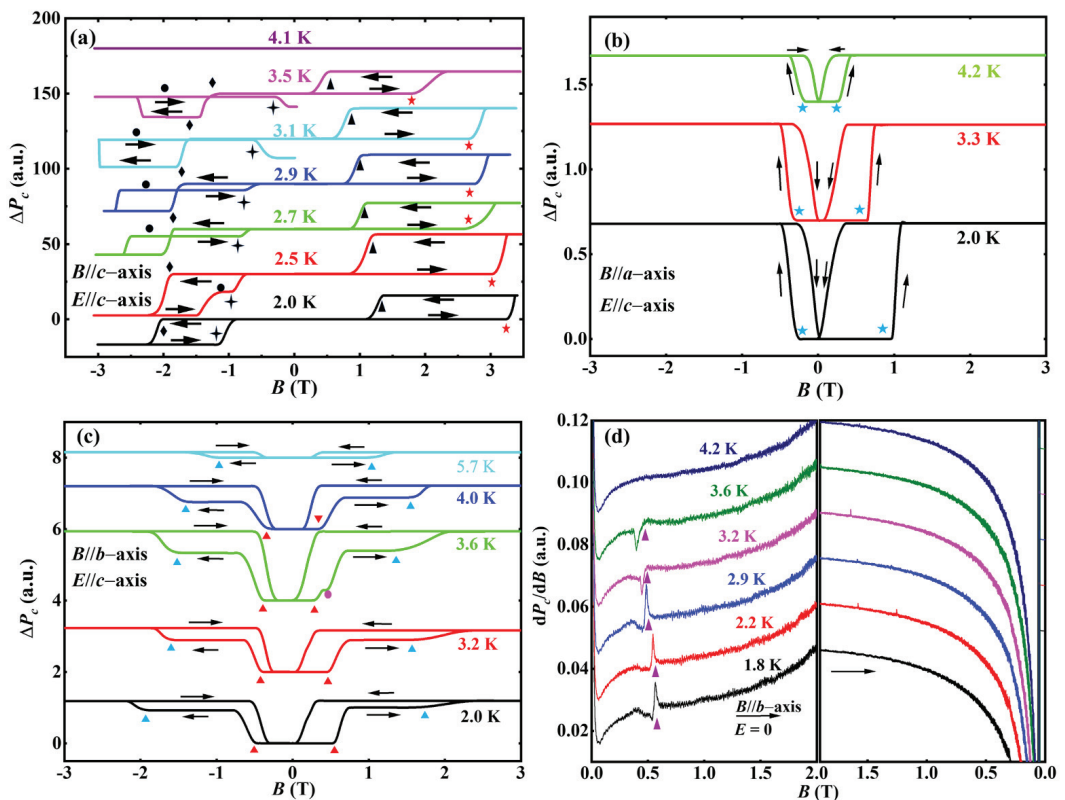 (a)
200
150
100
50
0
ΔP_c (a.u.)
4.1 K
3.5 K
3.1 K
2.9 K
2.7 K
2.5 K
2.0 K
B//c−axis
E//c−axis
-3 -2 -1 0 1 2 3
B (T)
(b)
1.5
1.0
0.5
0.0
ΔP_c (a.u.)
4.2 K
3.3 K
2.0 K
B//a−axis
E//c−axis
-3 -2 -1 0 1 2 3
B (T)
(c)
8
6
4
2
0
ΔP_c (a.u.)
5.7 K
4.0 K
3.6 K
B//b−axis
E//c−axis
3.2 K
2.0 K
-3 -2 -1 0 1 2 3
B (T)
(d)
0.12
0.10
0.08
0.06
0.04
0.02
dP_c/dB (a.u.)
4.2 K
3.6 K
3.2 K
2.9 K
2.2 K
1.8 K
B//b−axis
E = 0
0.0 0.5 1.0 1.5 2.0 1.5 1.0 0.5 0.0
B (T)